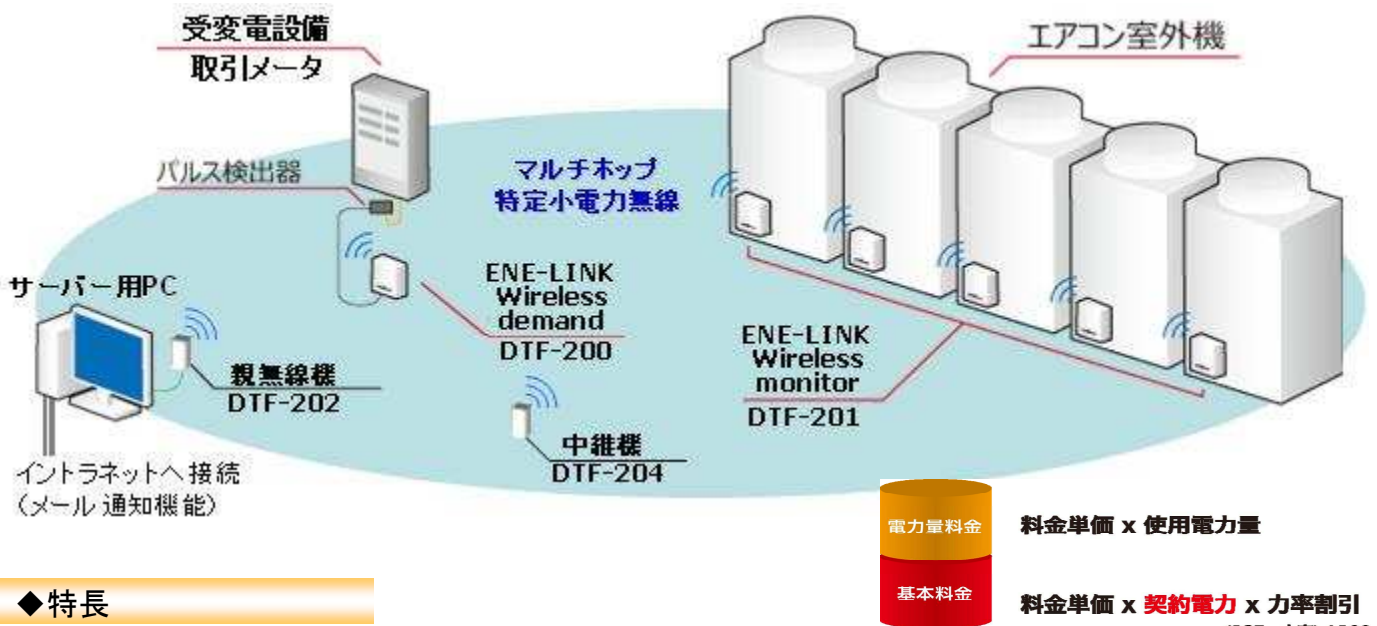 受変電設備
取引メータ
エアコン室外機
パルス検出器
マルチホップ
特定小電力無線
サーバー用PC
ENE-LINK
Wireless
demand
DTF-200
ENE-LINK
Wireless
monitor
DTF-201
親無線機
DTF-202
中継機
DTF-204
イントラネットへ接続
(メール通知機能)
電力量料金
料金単価 x 使用電力量
基本料金
料金単価 x 契約電力 x 力率割引
◆特長